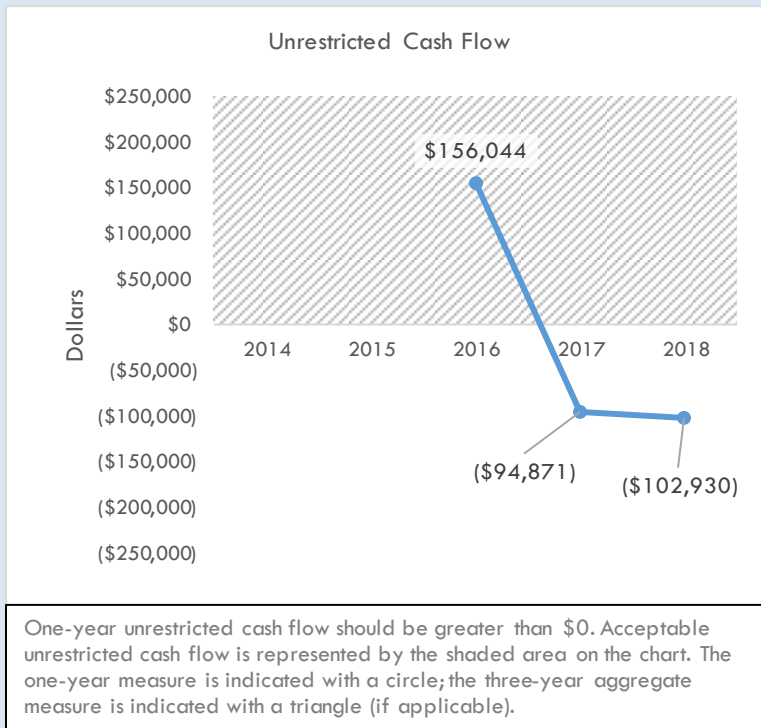 Unrestricted Cash Flow
$250,000
$200,000
$156,044
$150,000
$100,000
$50,000
Dollars
$0
2014 2015 2016 2017 2018
($50,000)
($100,000)
($150,000)
($94,871)
($102,930)
($200,000)
($250,000)
One-year unrestricted cash flow should be greater than $0. Acceptable
unrestricted cash flow is represented by the shaded area on the chart. The
one-year measure is indicated with a circle; the three-year aggregate
measure is indicated with a triangle (if applicable).